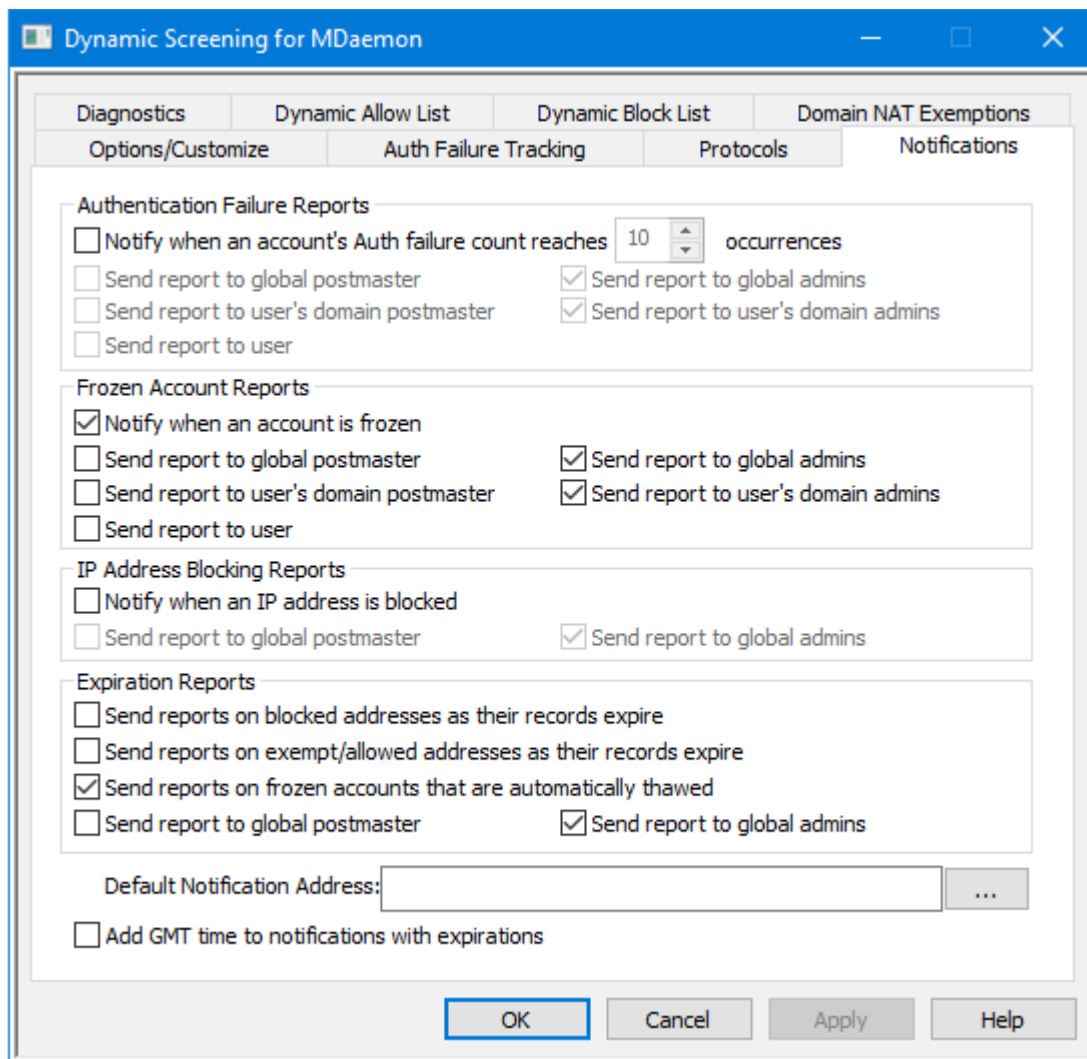 Dynamic Screening for MDaemon
Diagnostics Dynamic Allow List Dynamic Block List Domain NAT Exemptions
Options/Customize Auth Failure Tracking Protocols Notifications
Authentication Failure Reports
Notify when an account's Auth failure count reaches 10 occurrences
Send report to global postmaster Send report to global admins
Send report to user's domain postmaster Send report to user's domain admins
Send report to user
Frozen Account Reports
Notify when an account is frozen
Send report to global postmaster Send report to global admins
Send report to user's domain postmaster Send report to user's domain admins
Send report to user
IP Address Blocking Reports
Notify when an IP address is blocked
Send report to global postmaster Send report to global admins
Expiration Reports
Send reports on blocked addresses as their records expire
Send reports on exempt/allowed addresses as their records expire
Send reports on frozen accounts that are automatically thawed
Send report to global postmaster Send report to global admins
Default Notification Address: ...
Add GMT time to notifications with expirations
OK Cancel Apply Help